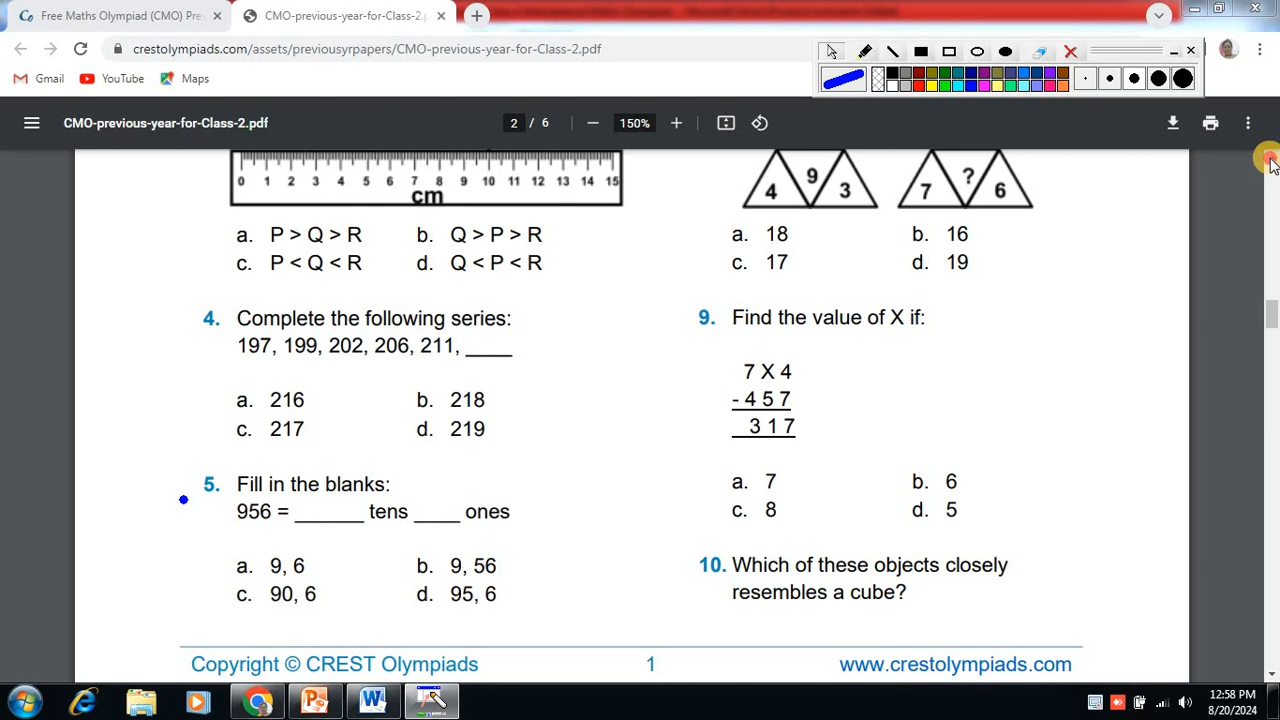 Free Maths Olympiad (CMO) Prev
CMO-previous-year-for-Class-2.p
crestolympiads.com/assets/previousyrpapers/CMO-previous-year-for-Class-2.pdf
Gmail YouTube Maps
CMO-previous-year-for-Class-2.pdf 2 / 6 150%
0 1 2 3 4 5 6 7 8 9 10 11 12 13 14 15
cm
a. P > Q > R b. Q > P > R
c. P < Q < R d. Q < P < R
4. Complete the following series:
197, 199, 202, 206, 211, ____
a. 216 b. 218
c. 217 d. 219
5. Fill in the blanks:
956 = ______ tens ____ ones
a. 9, 6 b. 9, 56
c. 90, 6 d. 95, 6
4 9 3 7 ? 6
a. 18 b. 16
c. 17 d. 19
9. Find the value of X if:
7 X 4
- 4 5 7
3 1 7
a. 7 b. 6
c. 8 d. 5
10. Which of these objects closely
resembles a cube?
Copyright © CREST Olympiads 1 www.crestolympiads.com
12:58 PM
8/20/2024